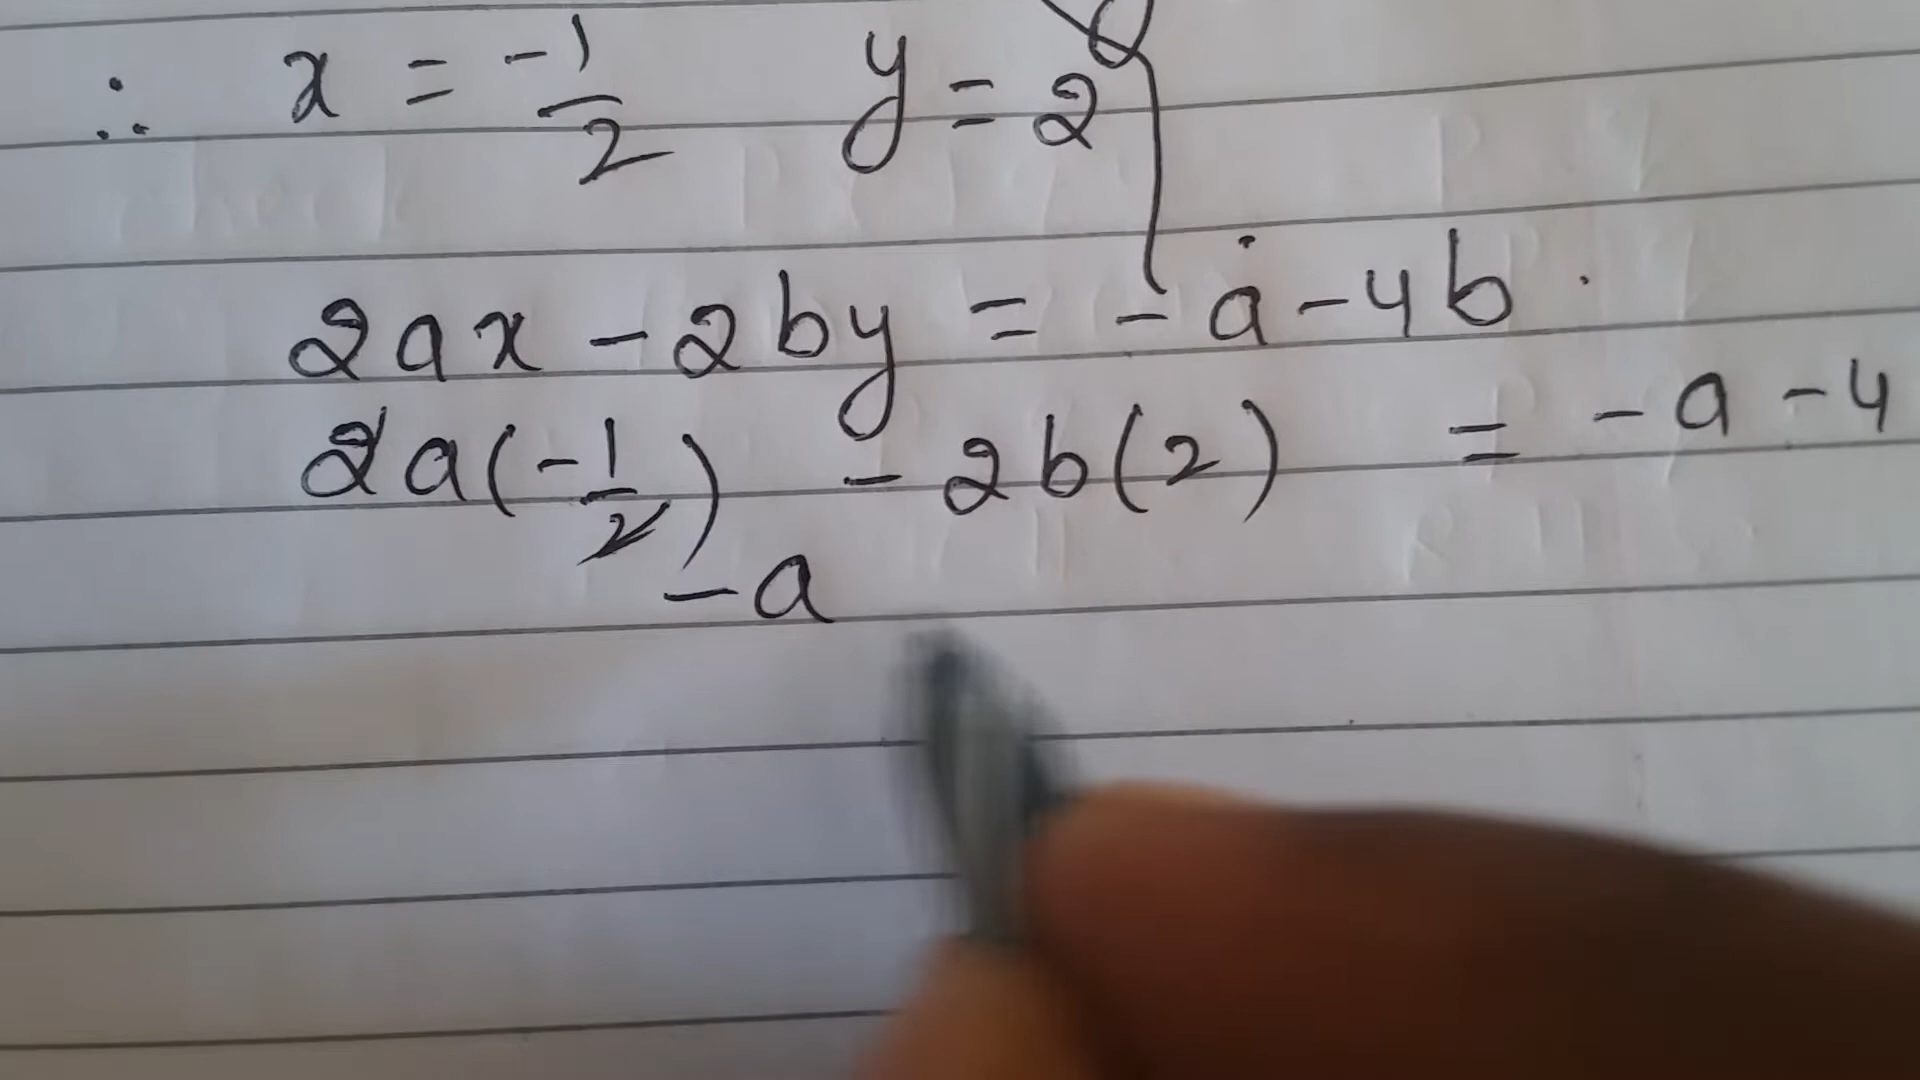 ∴ x = -1/2 y = 2
2ax - 2by = -a - 4b.
2a(-1/2) - 2b(2) = -a - 4
-a